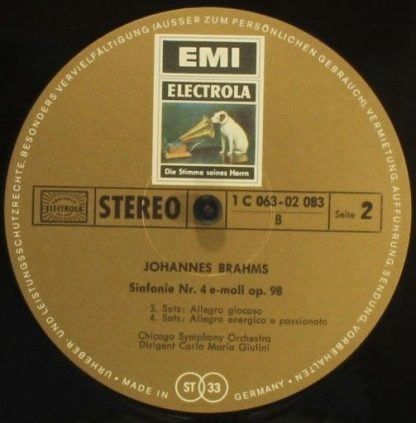 URHEBER- UND LEISTUNGSSCHUTZRECHTE, BESONDERS VERVIELFÄLTIGUNG (AUSSER ZUM PERSÖNLICHEN GEBRAUCH), VERMIETUNG, AUFFÜHRUNG, SENDUNG, VORBEHALTEN •
EMI
ELECTROLA
Die Stimme seines Herrn
ELECTROLA
STEREO
1 C 063-02 083
B
Seite 2
JOHANNES BRAHMS
Sinfonie Nr. 4 e-moll op. 98
3. Satz: Allegro giocoso
4. Satz: Allegro energico e passionato
Chicago Symphony Orchestra
Dirigent Carlo Maria Giulini
• MADE IN GERMANY •
ST 33